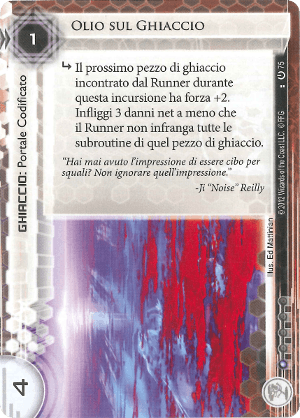 Olio sul Ghiaccio
1
↳ Il prossimo pezzo di ghiaccio
incontrato dal Runner durante
questa incursione ha forza +2.
Infliggi 3 danni net a meno che
il Runner non infranga tutte le
subroutine di quel pezzo di ghiaccio.
"Hai mai avuto l'impressione di essere cibo per
squali? Non ignorare quell'impressione."
-Ji "Noise" Reilly
GHIACCIO: Portale Codificato
4
Illus. Ed Mattinian
©2012 Wizards of the Coast LLC. ©FFG
75